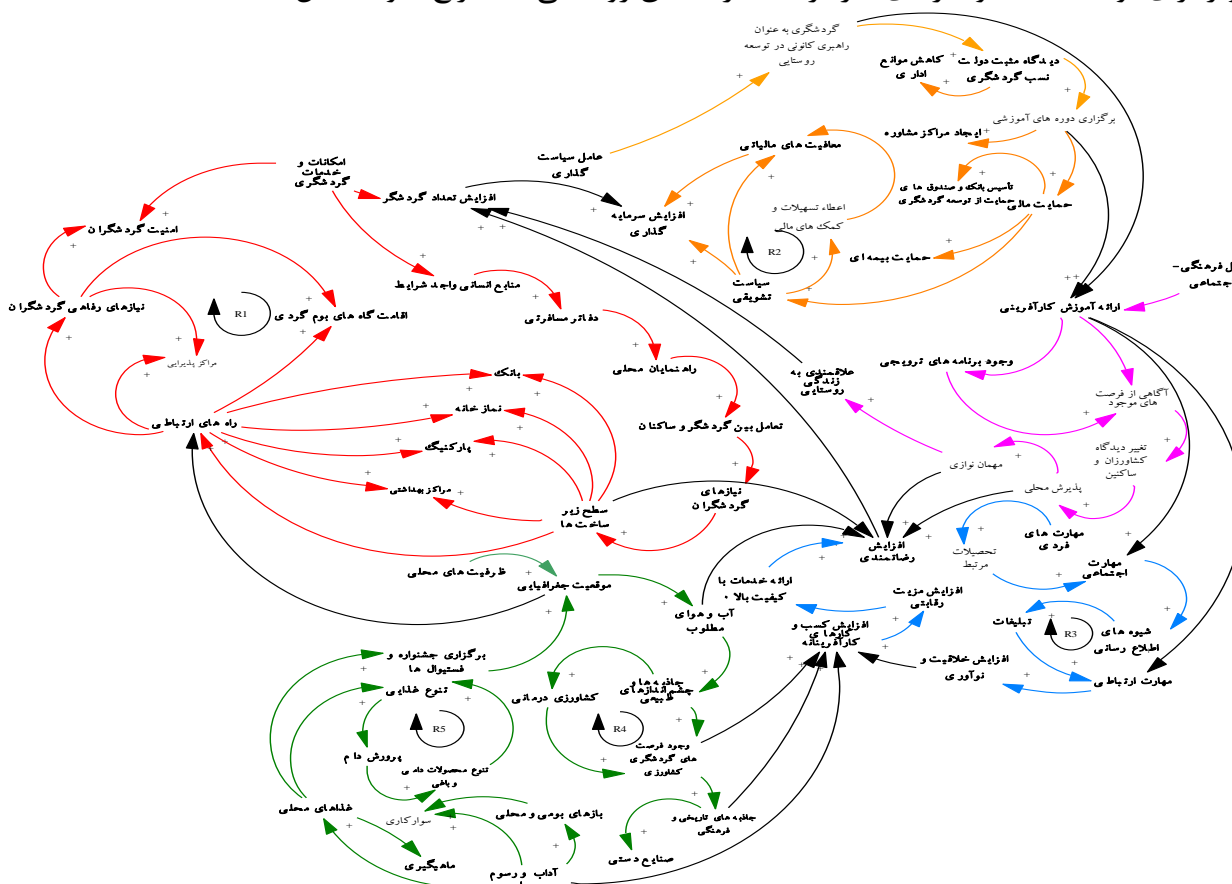 گردشگری به عنوان
راهبری کانونی در توسعه
روستایی
دیدگاه مثبت دولت
نسب گردشگری
کاهش موانع
اداری
برگزاری دوره های آموزشی
ایجاد مراکز مشاوره
معافیت های مالیاتی
عامل سیاست
گذاری
امکانات و
خدمات
گردشگری
افزایش تعداد گردشگر
تأسیس بانک و صندوق های
حمایت از توسعه گردشگری
حمایت مالی
اعطاء تسهیلات و
کمک های مالی
افزایش سرمایه
گذاری
امنیت گردشگران
R2
حمایت بیمه ای
سیاست
تشویقی
ل فرهنگی-
جتماعی
منابع انسانی واجد شرایط
نیازهای رفاهی گردشگران
R1
اقامت گاه های بوم گردی
دفاتر مسافرتی
ارائه آموزش کارآفرینی
مراکز پذیرایی
راهنمایان محلی
وجود برنامه های ترویجی
علاقمندی به
زندگی
روستایی
بانک
آگاهی از فرصت
های موجود
نماز خانه
راه های ارتباطی
تعامل بین گردشگر و ساکنان
پارکنیگ
تغییر دیدگاه
کشاورزان و
ساکنین
مهمان نوازی
مراکز بهداشتی
نیازهای
گردشگران
پذیرش محلی
سطح زیر
ساخت ها
مهارت های
فردی
افزایش
رضاتمندی
تحصیلات
مرتبط
ظرفیت های محلی
موقعیت جغرافیایی
ارائه خدمات با
کیفیت بالا
مهارت
اجتماعی
افزایش مزیت
رقابتی
آب و هوای
مطلوب
افزایش کسب و
کارهای
کارآفرینانه
تبلیغات
R3
شیوه های
اطلاع رسانی
برگزاری جشنواره و
فستیوال ها
افزایش خلاقیت و
نوآوری
مهارت ارتباطی
تنوع غذایی
کشاورزی درمانی
جاذبه ها و
چشم اندازهای
طبیعی
R5
R4
پرورش دام
وجود فرصت
های گردشگری
کشاورزی
تنوع محصولات دامی
و باغی
غذاهای محلی
سوارکاری
بازهای بومی و محلی
جاذبه های تاریخی و
فرهنگی
ماهیگیری
صنایع دستی
آداب و رسوم